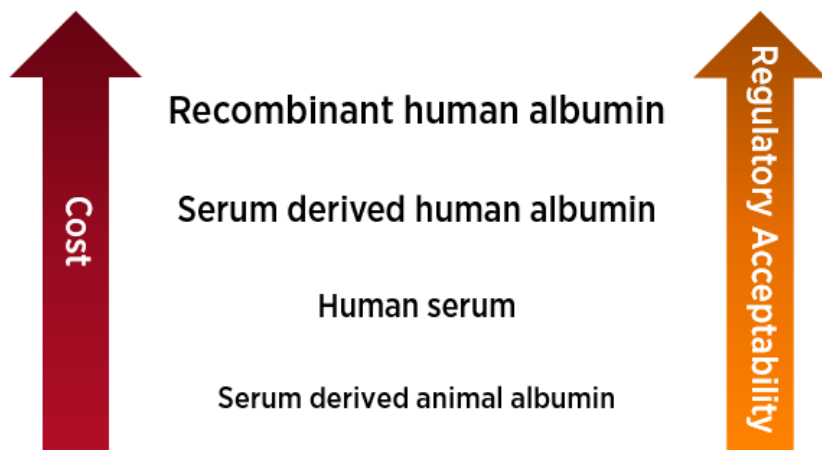 Cost
Recombinant human albumin
Serum derived human albumin
Human serum
Serum derived animal albumin
Regulatory Acceptability